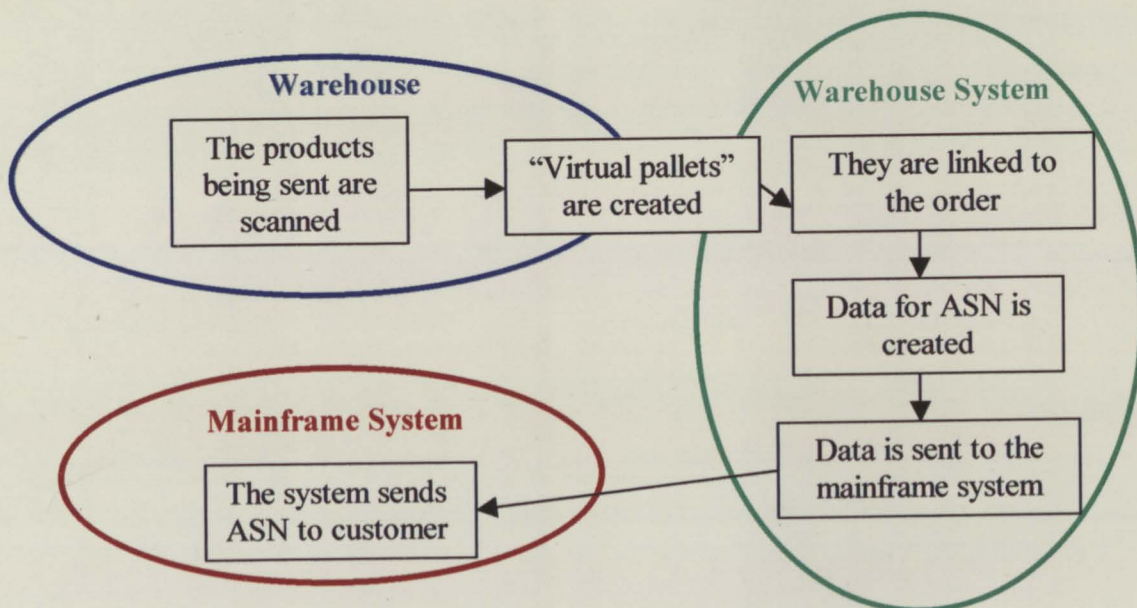 Warehouse
The products
being sent are
scanned
“Virtual pallets”
are created
Warehouse System
They are linked to
the order
Data for ASN is
created
Data is sent to the
mainframe system
Mainframe System
The system sends
ASN to customer